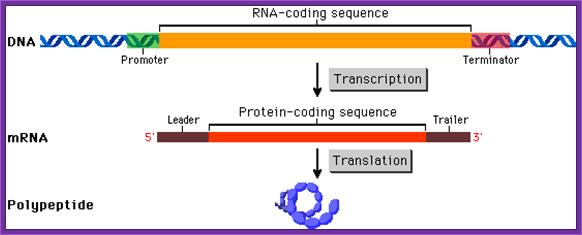 RNA-coding sequence
DNA
Promoter
Terminator
Transcription
Protein-coding sequence
Leader
Trailer
mRNA
5'
3'
Translation
Polypeptide